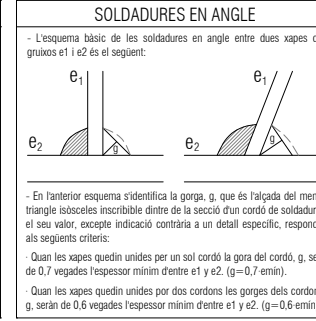 SOLDADURES EN ANGLE
- L'esquema bàsic de les soldadures en angle entre dues xapes d
gruixos e1 i e2 és el següent:
e1 e1
e2 g e2 g
- En l'anterior esquema s'identifica la gorga, g, que és l'alçada del men
triangle isòsceles inscribible dintre de la secció d'un cordó de soldadur
el seu valor, excepte indicació contrària a un detall específic, respond
als següents criteris:
· Quan les xapes quedin unides per un sol cordó la gora del cordó, g, se
de 0,7 vegades l'espessor mínim d'entre e1 y e2. (g=0,7·emín).
· Quan les xapes quedin unides por dos cordons les gorges dels cordon
g, seràn de 0,6 vegades l'espessor mínim d'entre e1 y e2. (g=0,6·emín